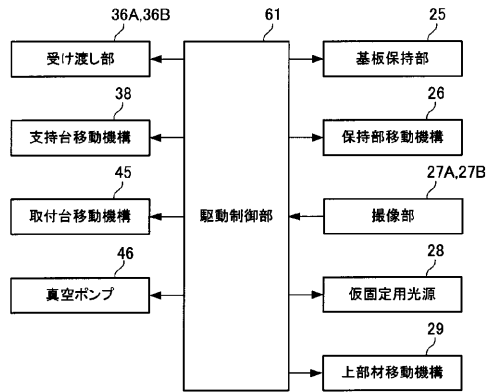 36A,36B
受け渡し部
38
支持台移動機構
45
取付台移動機構
46
真空ポンプ
61
駆動制御部
25
基板保持部
26
保持部移動機構
27A,27B
撮像部
28
仮固定用光源
29
上部材移動機構